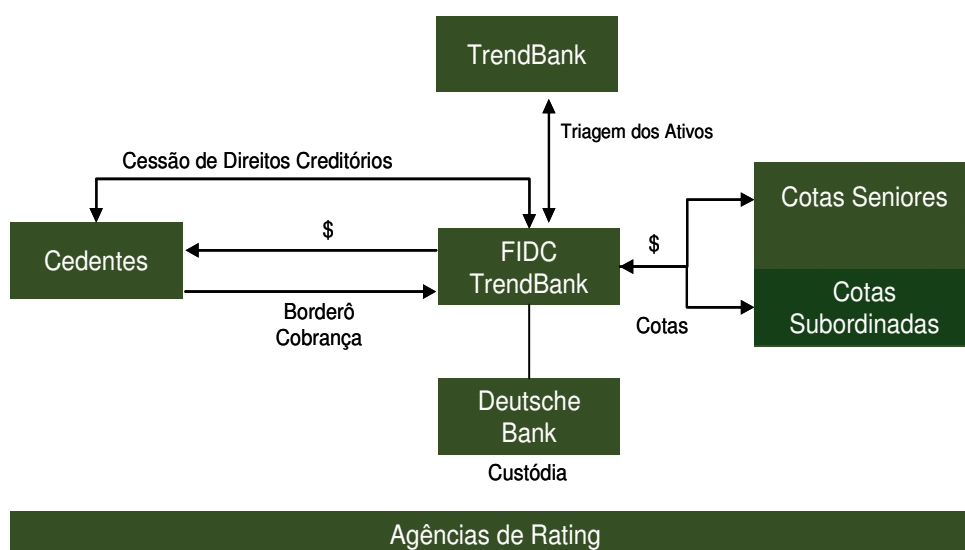 TrendBank
Triagem dos Ativos
Cessão de Direitos Creditórios
Cotas Seniores
$
$
Cedentes
FIDC
TrendBank
Cotas
Subordinadas
Borderô
Cobrança
Cotas
Deutsche
Bank
Custódia
Agências de Rating